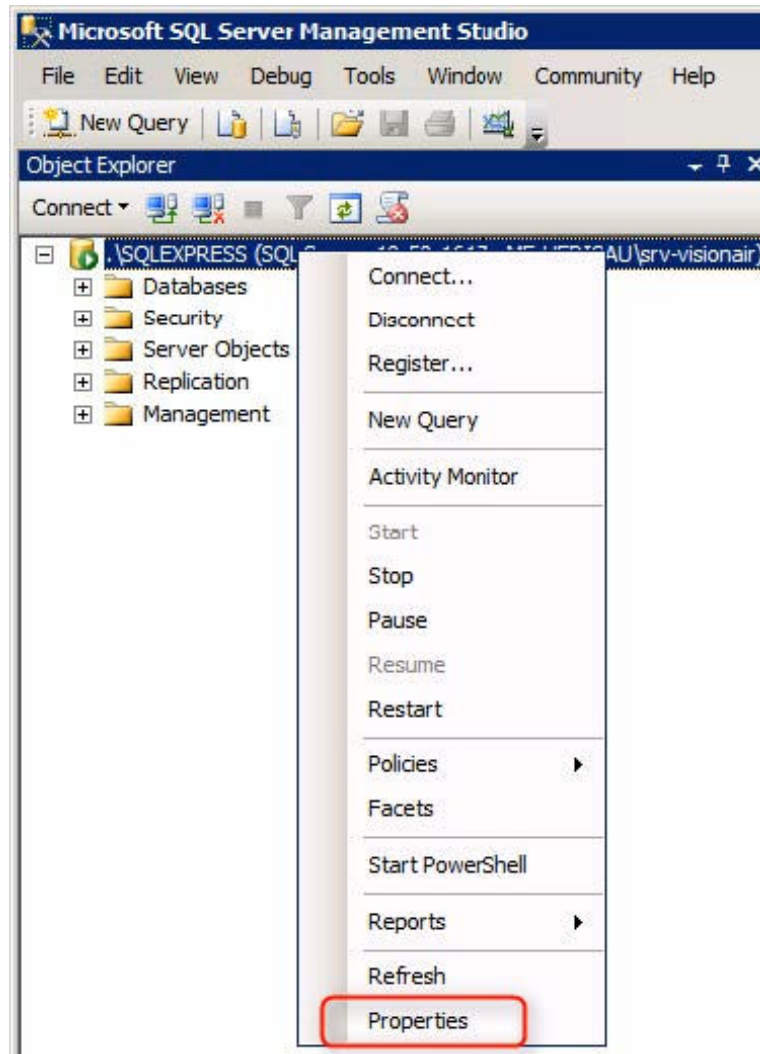 Microsoft SQL Server Management Studio
File Edit View Debug Tools Window Community Help
New Query
Object Explorer
Connect
.\SQLEXPRESS (SQL AU\srv-visionair)
Databases
Security
Server Objects
Replication
Management
Connect...
Disconnect
Register...
New Query
Activity Monitor
Start
Stop
Pause
Resume
Restart
Policies
Facets
Start PowerShell
Reports
Refresh
Properties